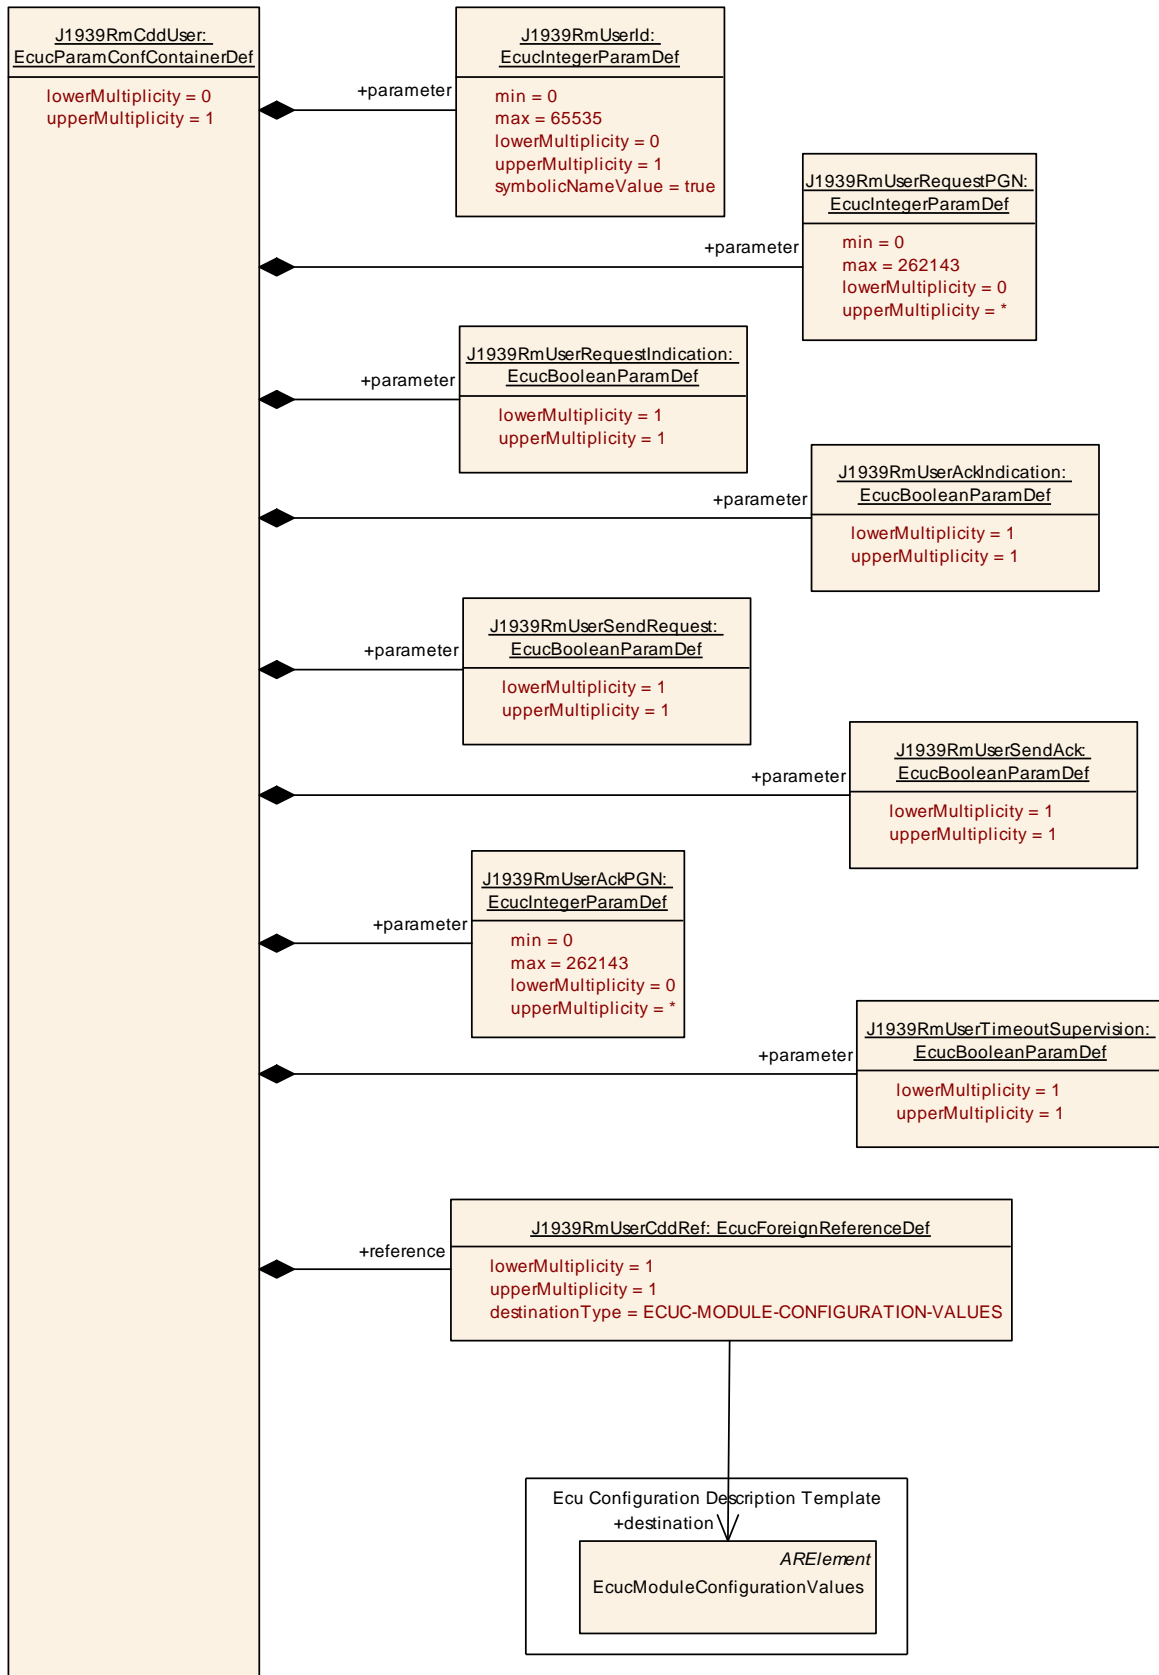 J1939RmCddUser:
EcucParamConfContainerDef
lowerMultiplicity = 0
upperMultiplicity = 1
+parameter
J1939RmUserId:
EcucIntegerParamDef
min = 0
max = 65535
lowerMultiplicity = 0
upperMultiplicity = 1
symbolicNameValue = true
+parameter
J1939RmUserRequestPGN:
EcucIntegerParamDef
min = 0
max = 262143
lowerMultiplicity = 0
upperMultiplicity = *
+parameter
J1939RmUserRequestIndication:
EcucBooleanParamDef
lowerMultiplicity = 1
upperMultiplicity = 1
+parameter
J1939RmUserAckIndication:
EcucBooleanParamDef
lowerMultiplicity = 1
upperMultiplicity = 1
+parameter
J1939RmUserSendRequest:
EcucBooleanParamDef
lowerMultiplicity = 1
upperMultiplicity = 1
+parameter
J1939RmUserSendAck:
EcucBooleanParamDef
lowerMultiplicity = 1
upperMultiplicity = 1
+parameter
J1939RmUserAckPGN:
EcucIntegerParamDef
min = 0
max = 262143
lowerMultiplicity = 0
upperMultiplicity = *
+parameter
J1939RmUserTimeoutSupervision:
EcucBooleanParamDef
lowerMultiplicity = 1
upperMultiplicity = 1
+reference
J1939RmUserCddRef: EcucForeignReferenceDef
lowerMultiplicity = 1
upperMultiplicity = 1
destinationType = ECUC-MODULE-CONFIGURATION-VALUES
Ecu Configuration Description Template
+destination
ARElement
EcucModuleConfigurationValues